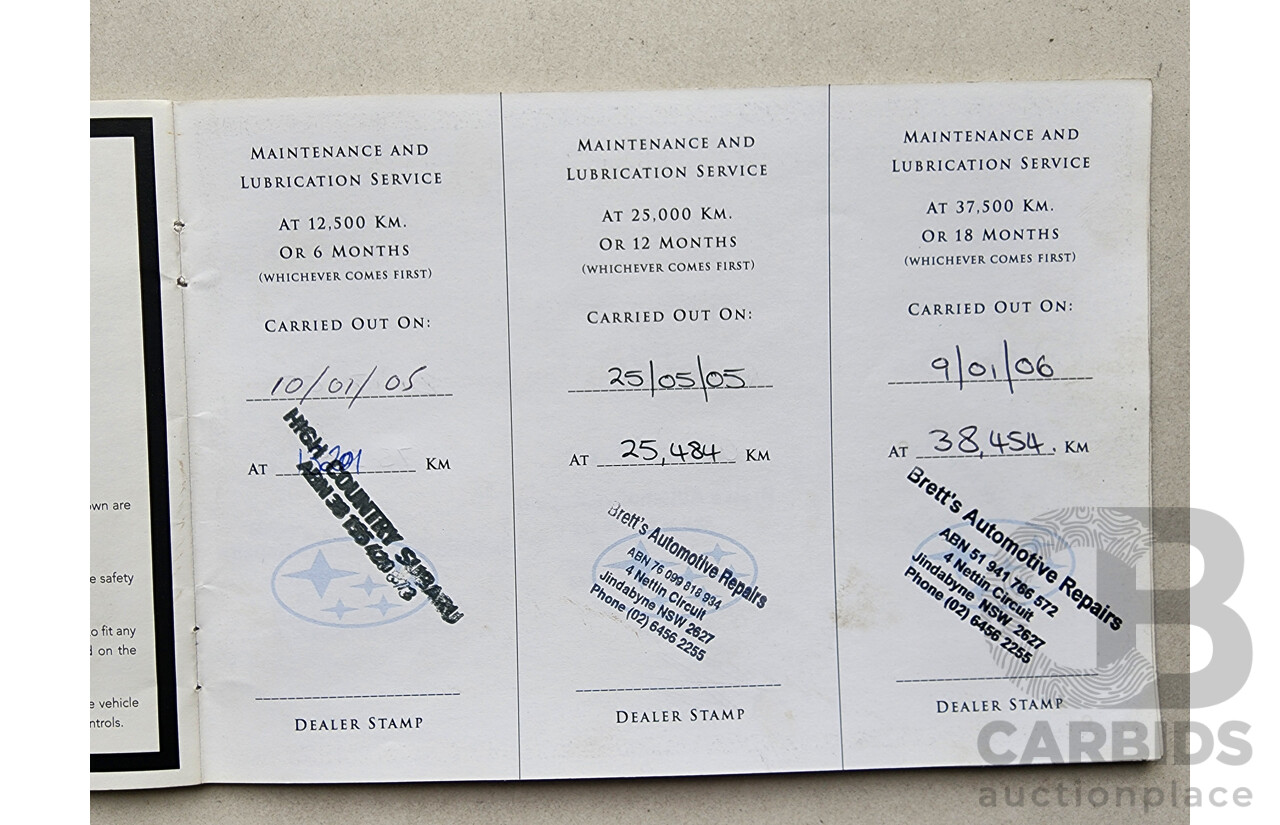 own are
e safety
o fit any
d on the
e vehicle
ntrols.
Maintenance and
Lubrication Service
At 12,500 Km.
Or 6 Months
(whichever comes first)
Carried Out On:
10/01/05
At Km
HIGH COUNTRY SUBARU
ABN 39
Dealer Stamp
Maintenance and
Lubrication Service
At 25,000 Km.
Or 12 Months
(whichever comes first)
Carried Out On:
25/05/05
At 25,484 Km
Brett's Automotive Repairs
ABN 76 099 818 934
4 Nettin Circuit
Jindabyne NSW 2627
Phone (02) 6456 2255
Dealer Stamp
Maintenance and
Lubrication Service
At 37,500 Km.
Or 18 Months
(whichever comes first)
Carried Out On:
9/01/06
At 38,454. Km
Brett's Automotive Repairs
ABN 51 941 786 572
4 Nettin Circuit
Jindabyne NSW 2627
Phone (02) 6456 2255
Dealer Stamp
B
CARBIDS
auctionplace